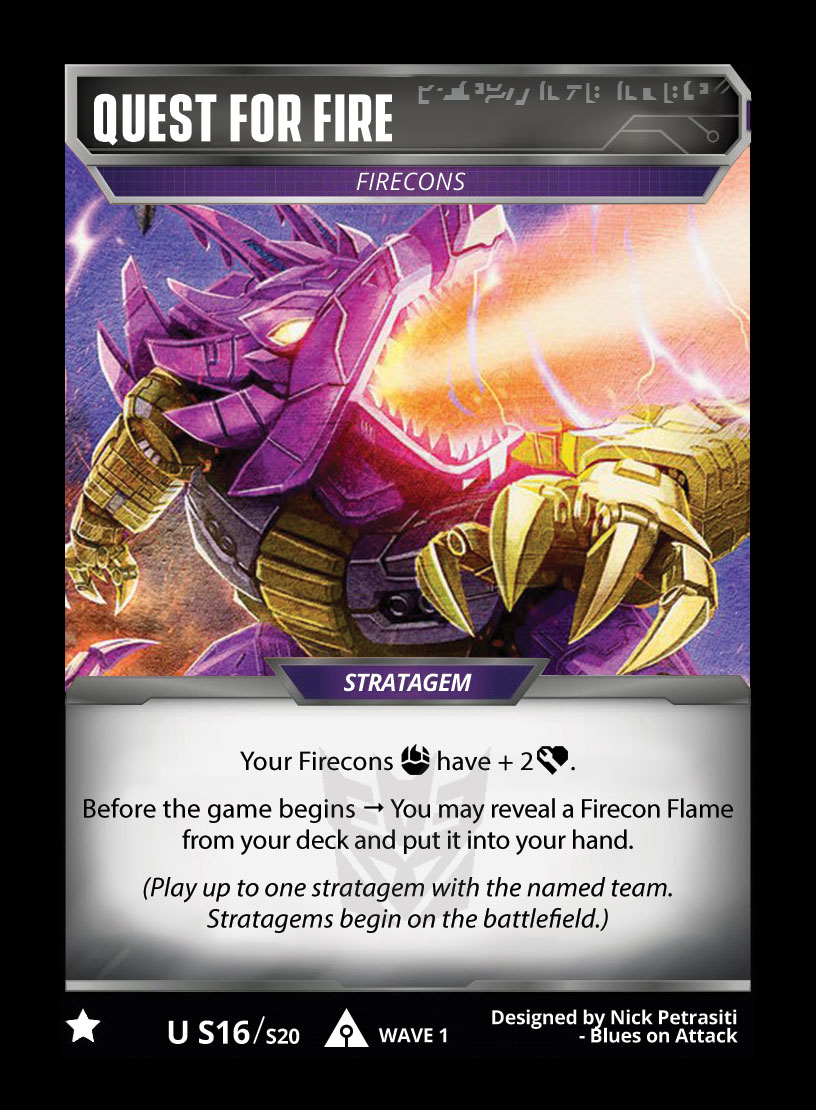 QUEST FOR FIRE
FIRECONS
STRATAGEM
Your Firecons have + 2.
Before the game begins → You may reveal a Firecon Flame
from your deck and put it into your hand.
(Play up to one stratagem with the named team.
Stratagems begin on the battlefield.)
U S16/S20
WAVE 1
Designed by Nick Petrasiti
- Blues on Attack